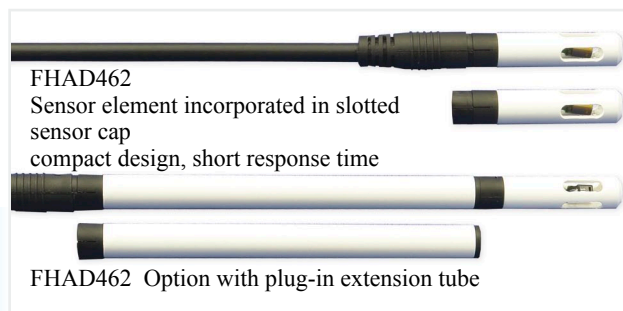 FHAD462
Sensor element incorporated in slotted
sensor cap
compact design, short response time
FHAD462  Option with plug-in extension tube